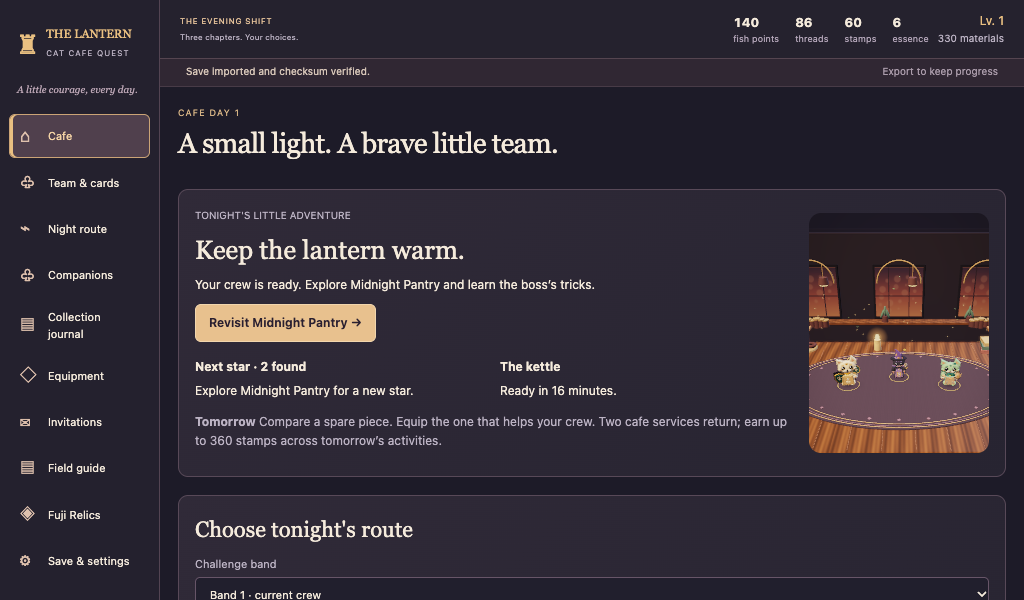 THE LANTERN
CAT CAFE QUEST
A little courage, every day.
Cafe
Team & cards
Night route
Companions
Collection
journal
Equipment
Invitations
Field guide
Fuji Relics
Save & settings
THE EVENING SHIFT
Three chapters. Your choices.
140
fish points
86
threads
60
stamps
6
essence
Lv. 1
330 materials
Save imported and checksum verified.
Export to keep progress
CAFE DAY 1
A small light. A brave little team.
TONIGHT'S LITTLE ADVENTURE
Keep the lantern warm.
Your crew is ready. Explore Midnight Pantry and learn the boss's tricks.
Revisit Midnight Pantry →
Next star · 2 found
Explore Midnight Pantry for a new star.
The kettle
Ready in 16 minutes.
Tomorrow Compare a spare piece. Equip the one that helps your crew. Two cafe services return; earn up
to 360 stamps across tomorrow's activities.
Choose tonight's route
Challenge band
Band 1 · current crew